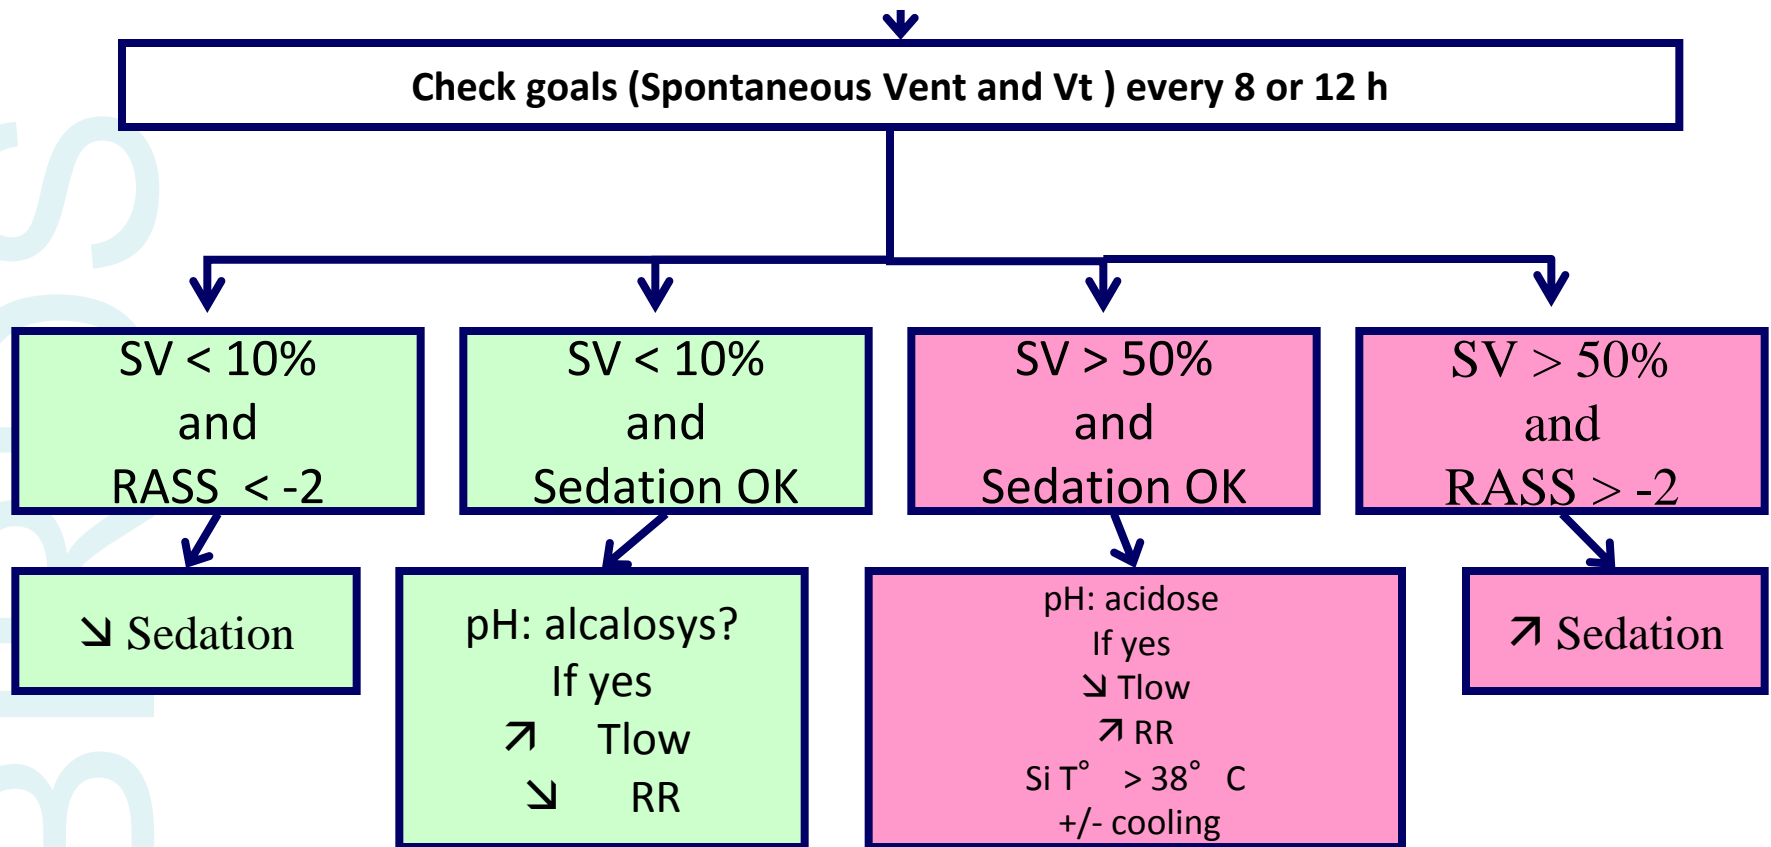 Check goals (Spontaneous Vent and Vt ) every 8 or 12 h
SV < 10%
and
RASS < -2
SV < 10%
and
Sedation OK
SV > 50%
and
Sedation OK
SV > 50%
and
RASS > -2
↘ Sedation
pH: alcalosys?
If yes
↗ Tlow
↘ RR
pH: acidose
If yes
↘ Tlow
↗ RR
Si T° > 38° C
+/- cooling
↗ Sedation